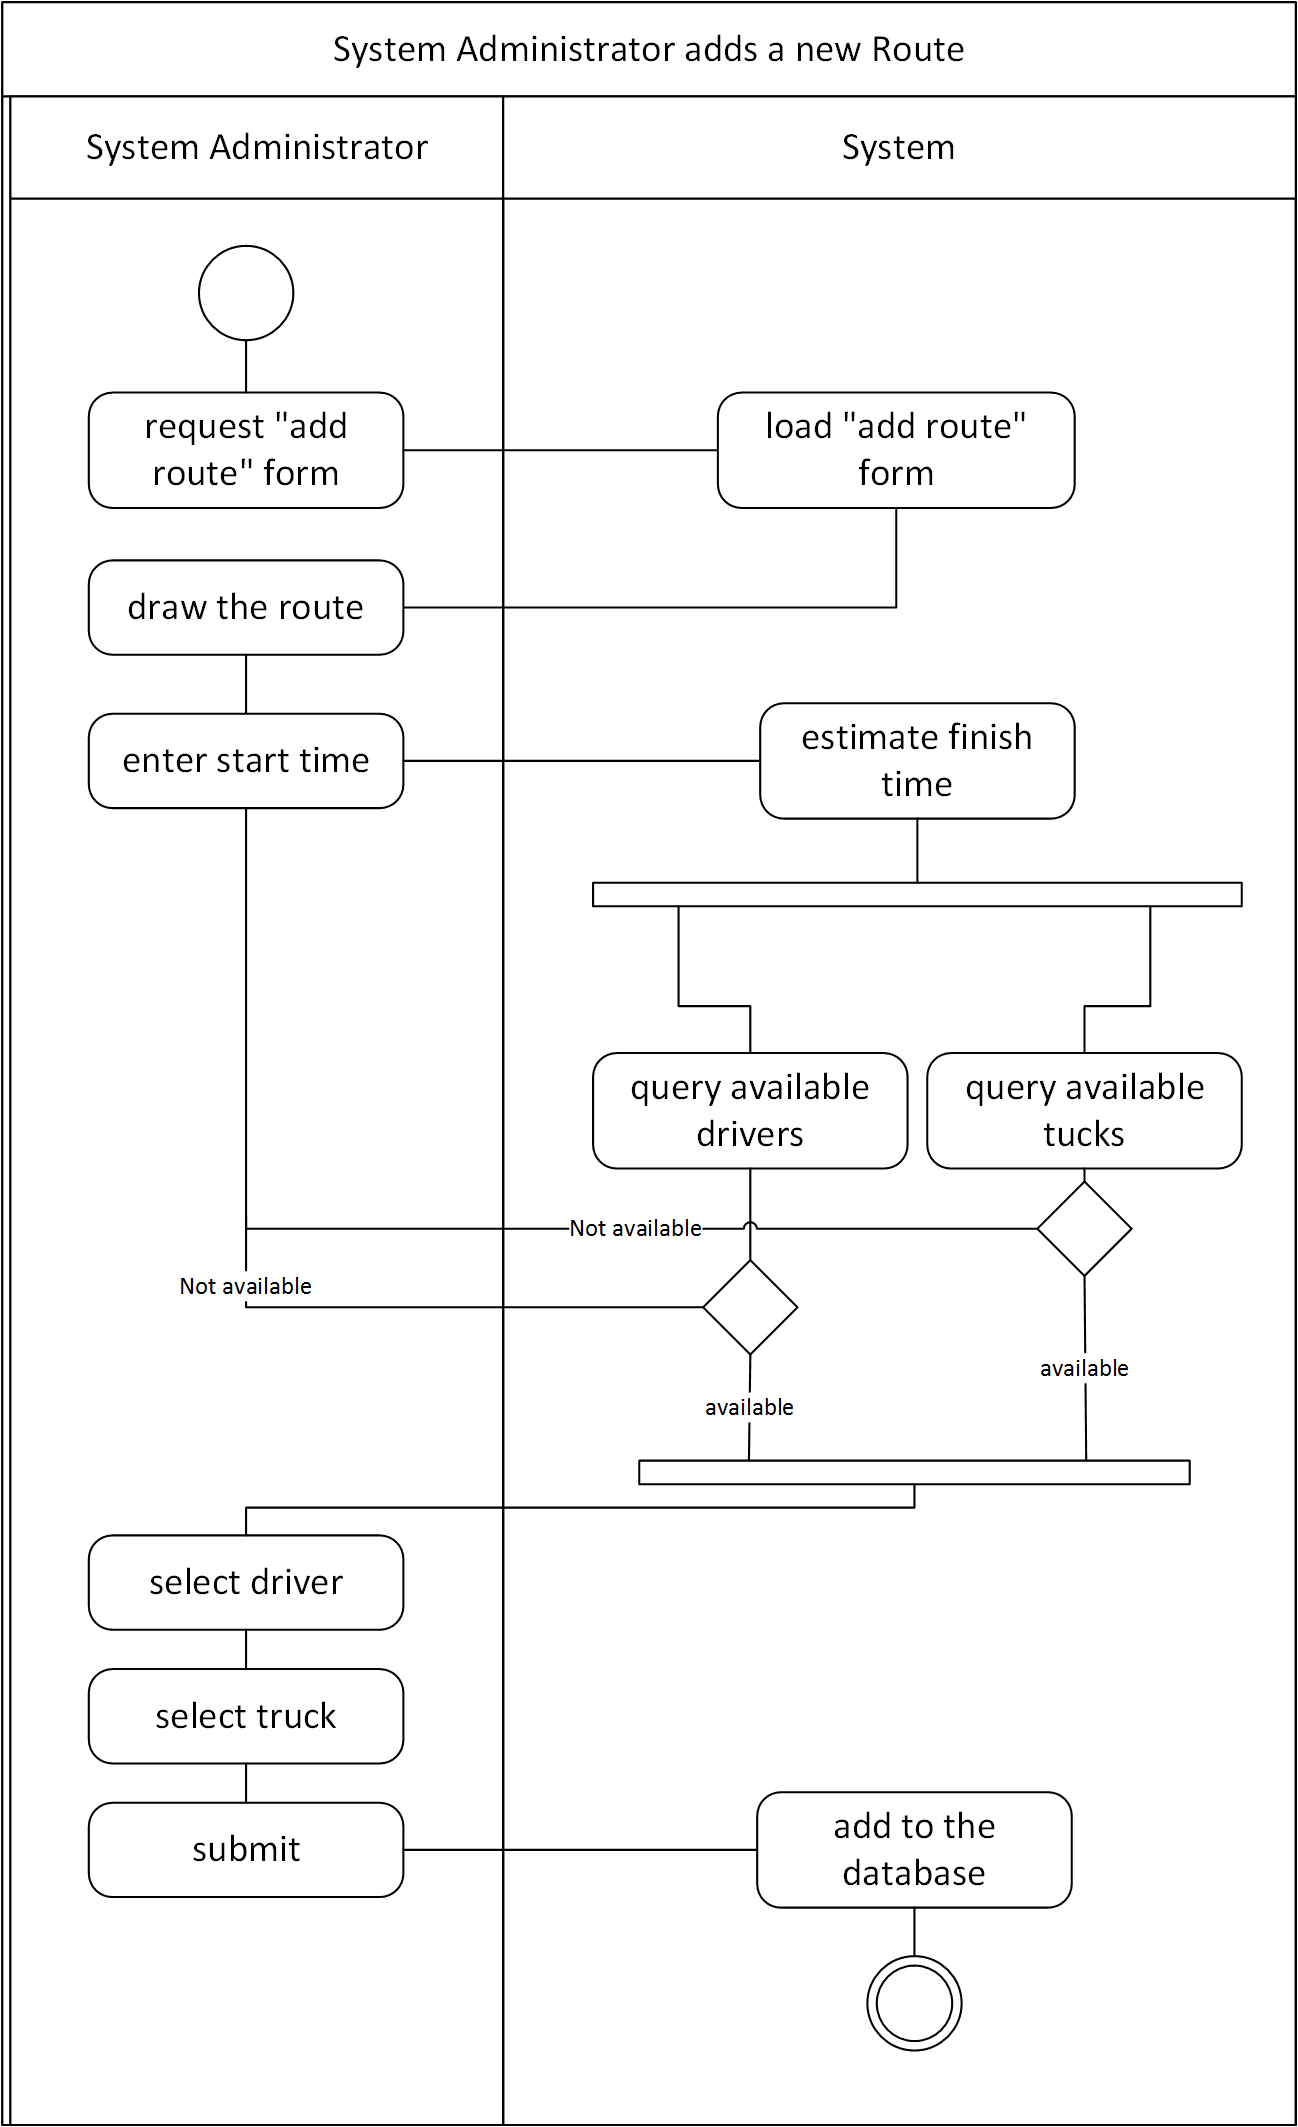 System Administrator adds a new Route
System Administrator
System
request "add
route" form
load "add route"
form
draw the route
enter start time
estimate finish
time
query available
drivers
query available
tucks
Not available
Not available
available
available
select driver
select truck
submit
add to the
database